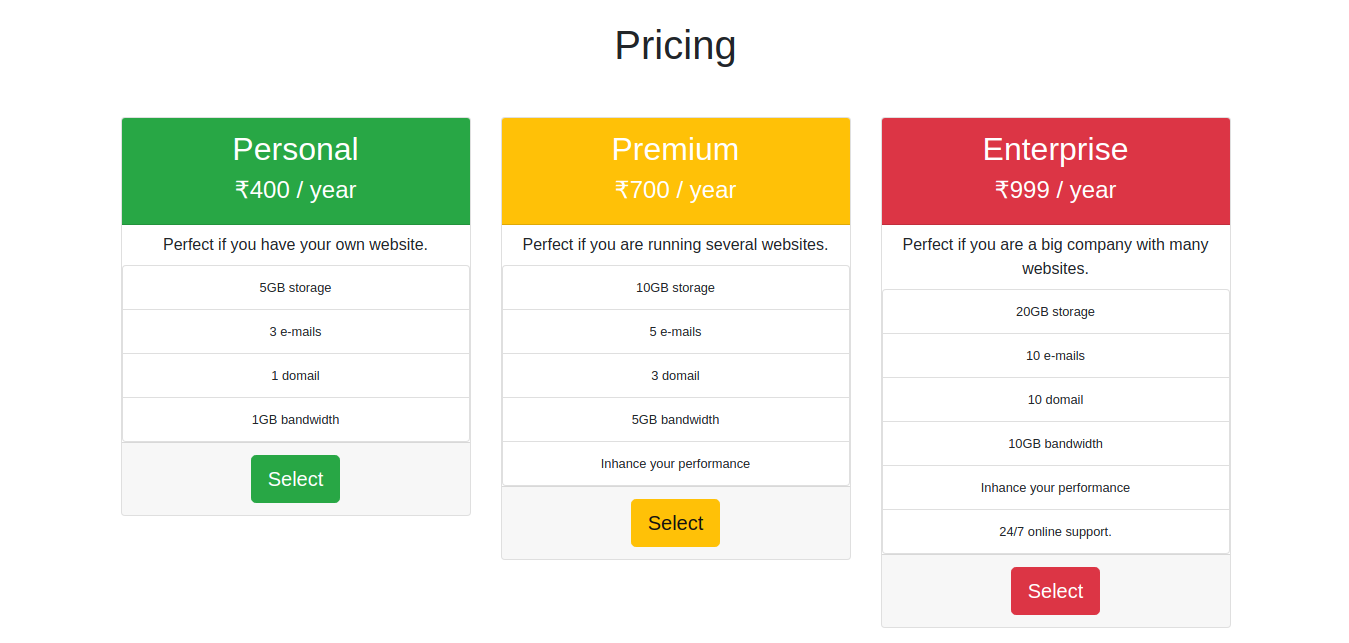 Pricing
Personal
₹400 / year
Perfect if you have your own website.
5GB storage
3 e-mails
1 domail
1GB bandwidth
Select
Premium
₹700 / year
Perfect if you are running several websites.
10GB storage
5 e-mails
3 domail
5GB bandwidth
Inhance your performance
Select
Enterprise
₹999 / year
Perfect if you are a big company with many
websites.
20GB storage
10 e-mails
10 domail
10GB bandwidth
Inhance your performance
24/7 online support.
Select